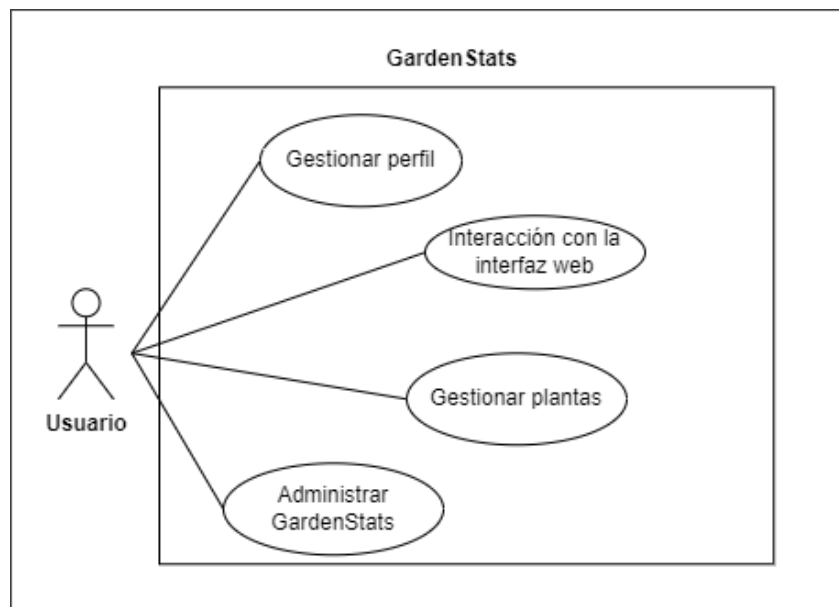 GardenStats
Gestionar perfil
Interacción con la
interfaz web
Gestionar plantas
Usuario
Administrar
GardenStats